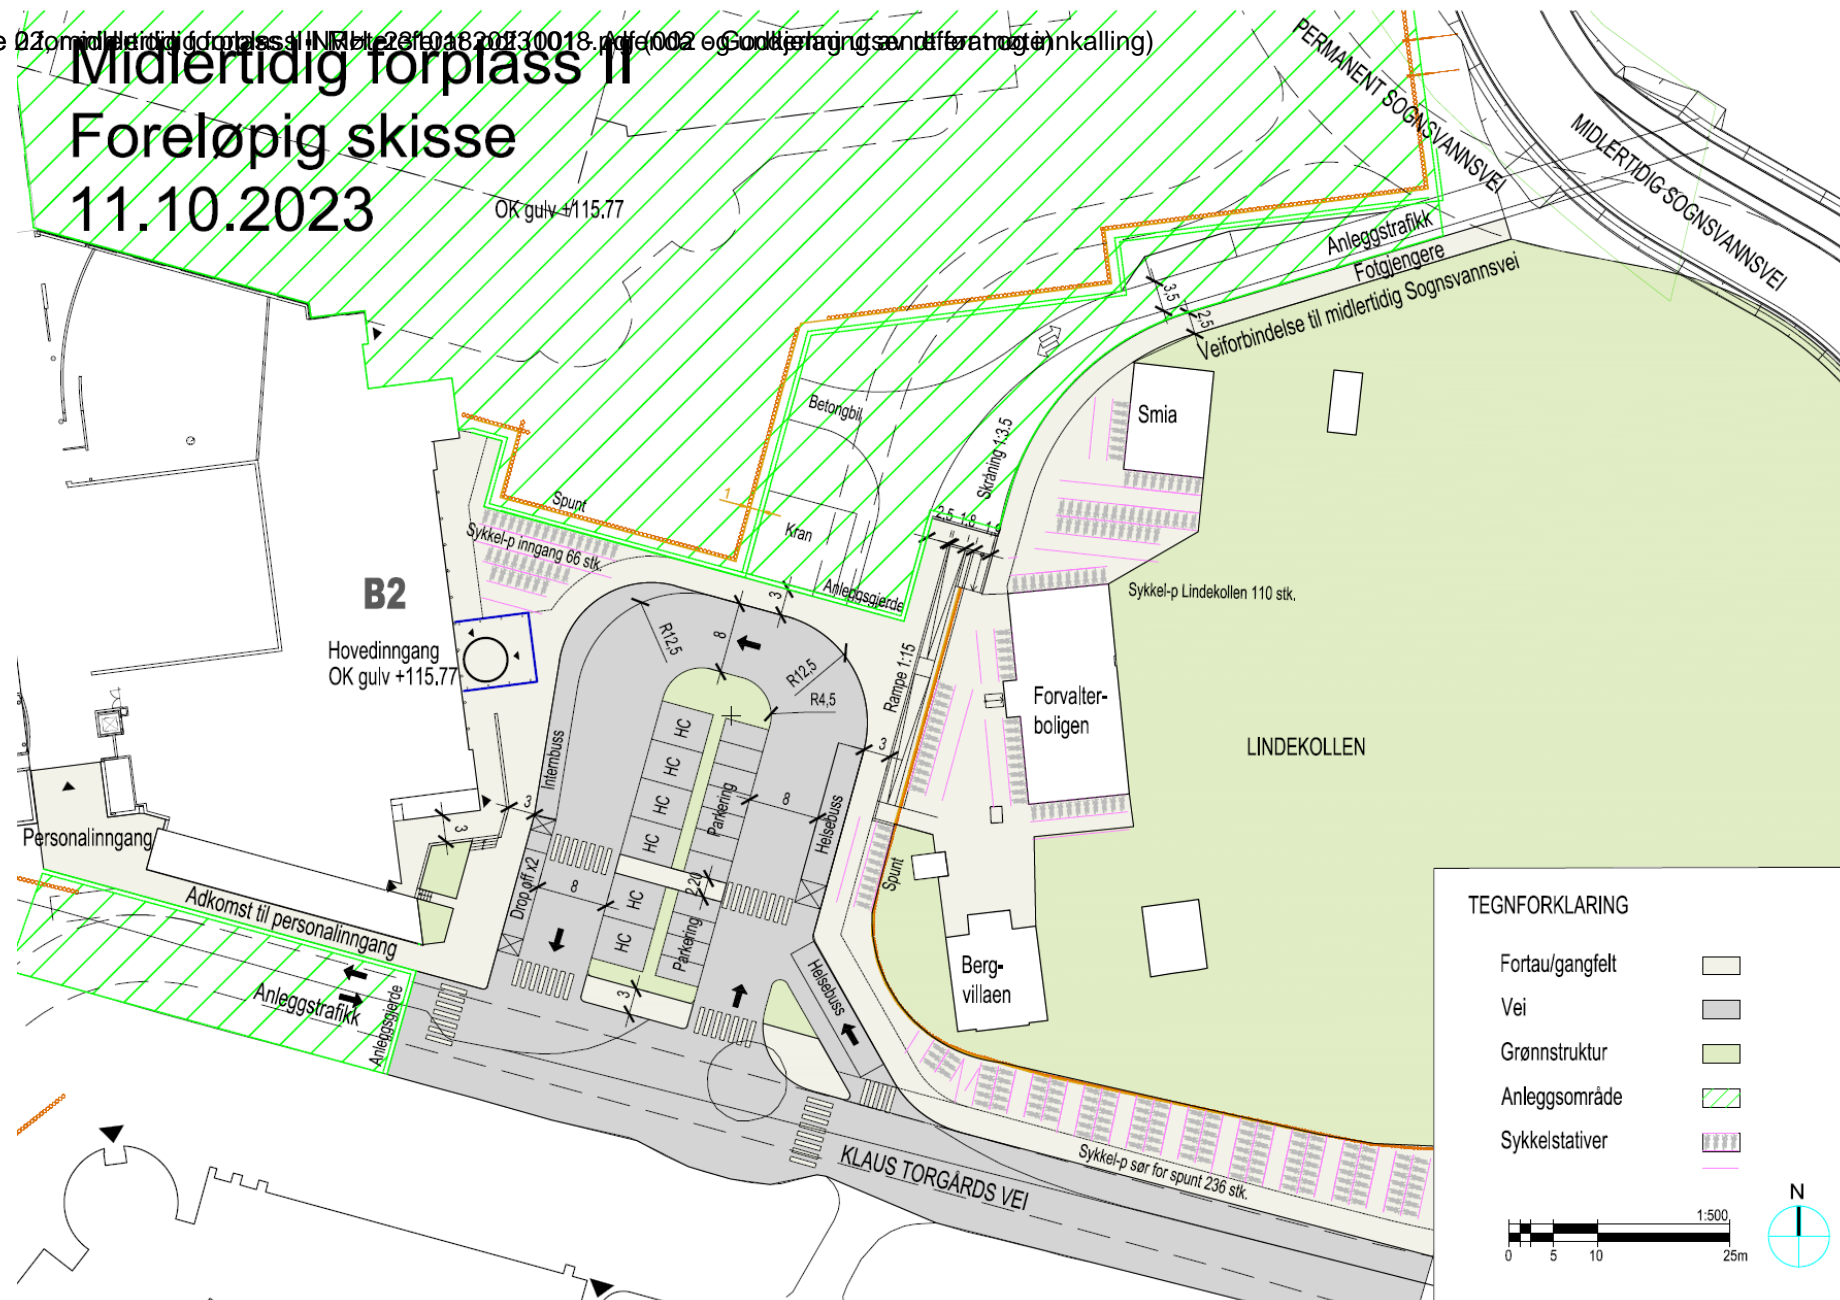 Midlertidig forplass II
Foreløpig skisse
11.10.2023
OK gulv +115.77
PERMANENT SOGNSVANNSVEI
MIDLERTIDIG SOGNSVANNSVEI
Anleggstrafikk
Fotgjengere
Veiforbindelse til midlertidig Sognsvannsvei
3,5
2,5
Betongbil
Smia
Skråning 1:3.5
1
Spunt
Kran
2,5
1,8
1,9
Sykkel-p inngang 66 stk.
Anleggsgjerde
3
B2
Sykkel-p Lindekollen 110 stk.
Hovedinngang
OK gulv +115.77
R12,5
8
R12,5
R4,5
Rampe 1:15
Forvalter-
boligen
LINDEKOLLEN
HC
HC
HC
HC
HC
HC
Internbuss
Parkering
8
3
Helsebuss
3
3
Personalinngang
Drop off x2
8
2,20
Spunt
Adkomst til personalinngang
Parkering
Anleggstrafikk
Anleggsgjerde
3
Helsebuss
Berg-
villaen
KLAUS TORGÅRDS VEI
Sykkel-p sør for spunt 236 stk.
TEGNFORKLARING
Fortau/gangfelt
Vei
Grønnstruktur
Anleggsområde
Sykkelstativer
N
1:500
0 5 10 25m